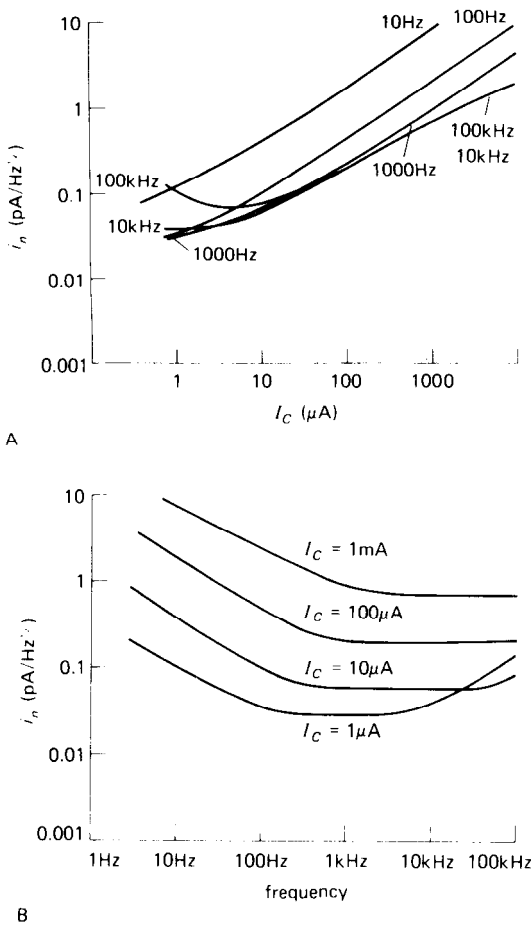 10
10Hz
100Hz
1
0.1
0.01
0.001
100kHz
10kHz
1000Hz
1000Hz
100kHz
10kHz
i_n (pA/Hz^½)
1
10
100
1000
I_C (μA)
A
10
1
0.1
0.01
0.001
i_n (pA/Hz^½)
I_C = 1mA
I_C = 100μA
I_C = 10μA
I_C = 1μA
1Hz
10Hz
100Hz
1kHz
10kHz
100kHz
frequency
B